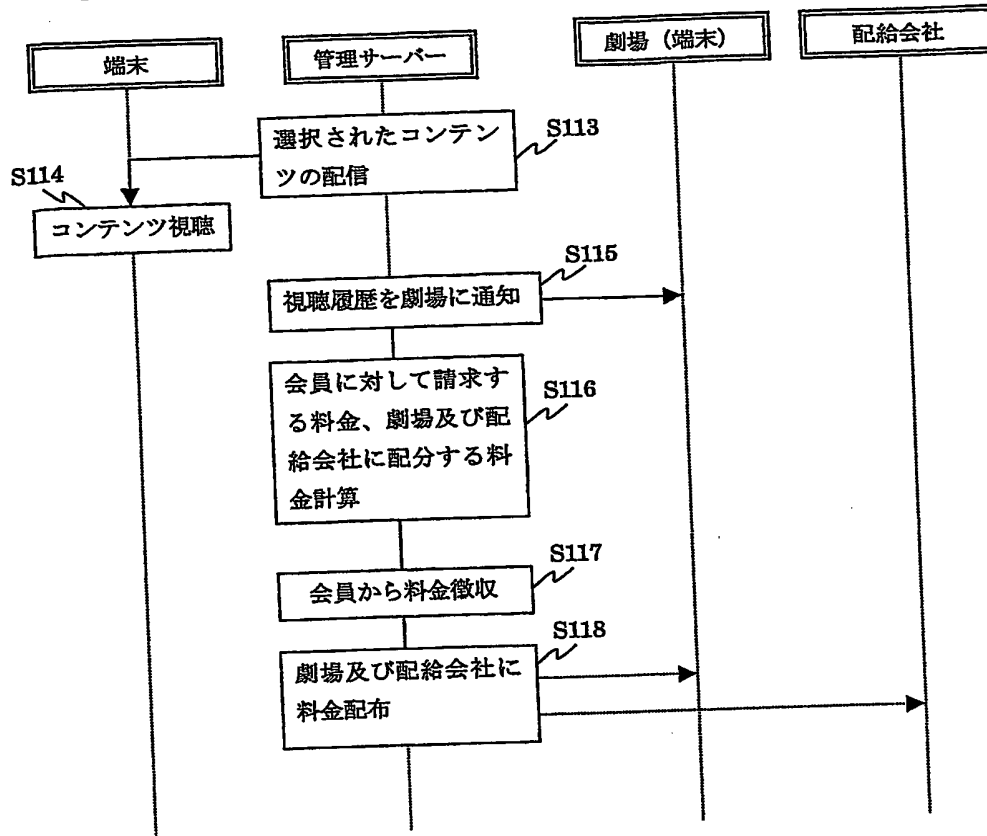 端末
管理サーバー
劇場（端末）
配給会社
選択されたコンテン
ツの配信
S113
S114
コンテンツ視聴
S115
視聴履歴を劇場に通知
会員に対して請求す
る料金、劇場及び配
給会社に配分する料
金計算
S116
S117
会員から料金徴収
S118
劇場及び配給会社に
料金配布